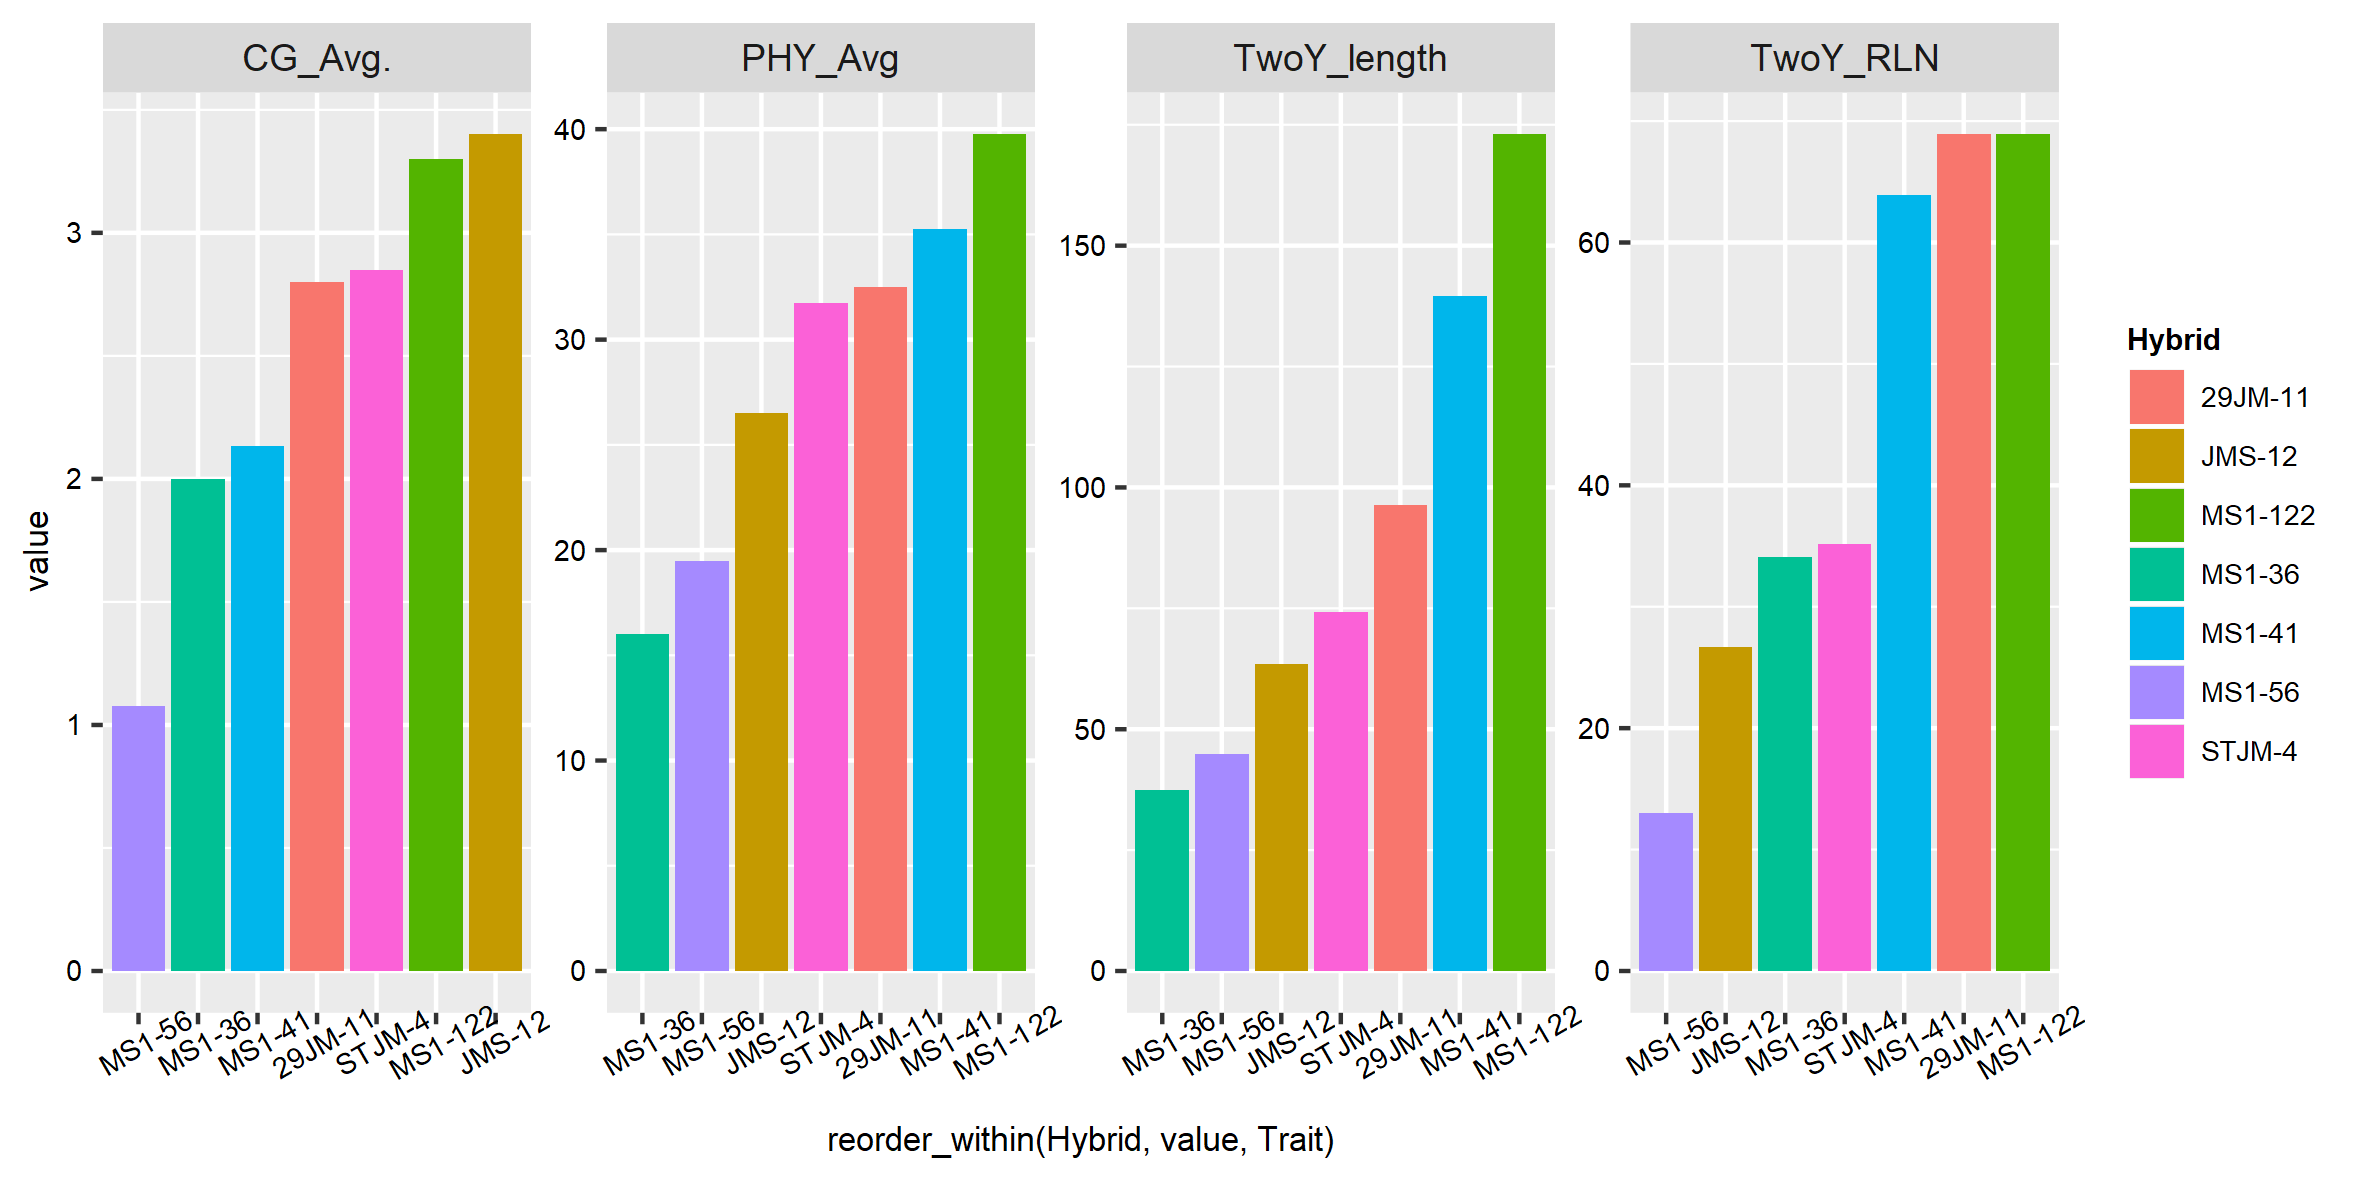 CG_Avg.
PHY_Avg
TwoY_length
TwoY_RLN
value
3
2
1
0
40
30
20
10
0
150
100
50
0
60
40
20
0
MS1-56
MS1-36
MS1-41
29JM-11
STJM-4
MS1-122
JMS-12
MS1-36
MS1-56
JMS-12
STJM-4
29JM-11
MS1-41
MS1-122
MS1-36
MS1-56
JMS-12
STJM-4
29JM-11
MS1-41
MS1-122
MS1-56
JMS-12
MS1-36
STJM-4
MS1-41
29JM-11
MS1-122
reorder_within(Hybrid, value, Trait)
Hybrid
29JM-11
JMS-12
MS1-122
MS1-36
MS1-41
MS1-56
STJM-4